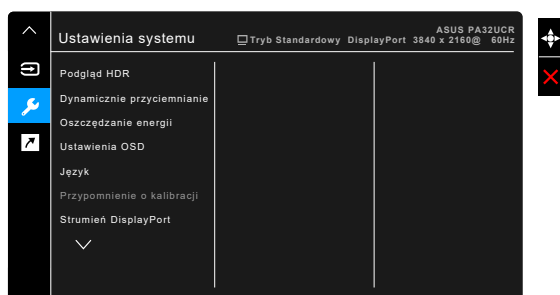 Ustawienia systemu
ASUS PA32UCR
Tryb Standardowy DisplayPort 3840 x 2160@ 60Hz
Podgląd HDR
Dynamicznie przyciemnianie
Oszczędzanie energii
Ustawienia OSD
Język
Przypomnienie o kalibracji
Strumień DisplayPort